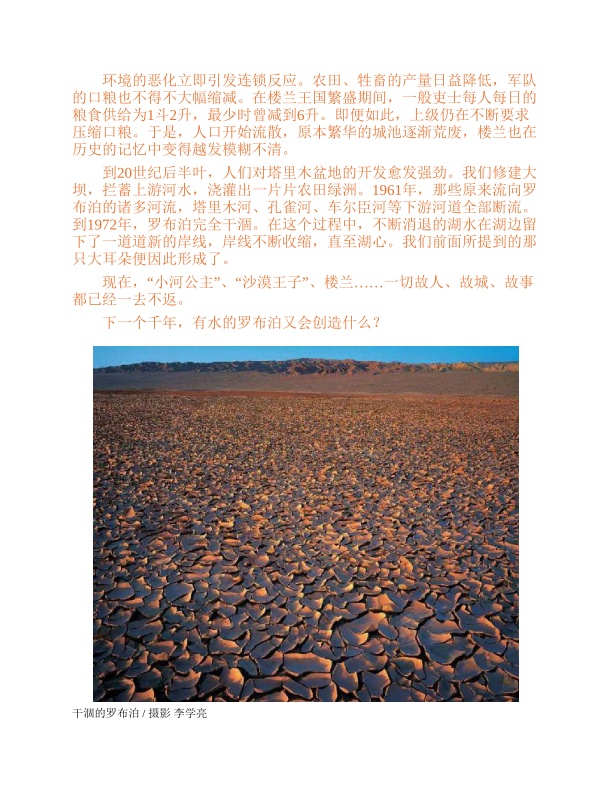 环境的恶化立即引发连锁反应。农田、牲畜的产量日益降低，军队
的口粮也不得不大幅缩减。在楼兰王国繁盛期间，一般吏士每人每日的
粮食供给为1斗2升，最少时曾减到6升。即便如此，上级仍在不断要求
压缩口粮。于是，人口开始流散，原本繁华的城池逐渐荒废，楼兰也在
历史的记忆中变得越发模糊不清。
到20世纪后半叶，人们对塔里木盆地的开发愈发强劲。我们修建大
坝，拦蓄上游河水，浇灌出一片片农田绿洲。1961年，那些原来流向罗
布泊的诸多河流，塔里木河、孔雀河、车尔臣河等下游河道全部断流。
到1972年，罗布泊完全干涸。在这个过程中，不断消退的湖水在湖边留
下了一道道新的岸线，岸线不断收缩，直至湖心。我们前面所提到的那
只大耳朵便因此形成了。
现在，“小河公主”、“沙漠王子”、楼兰……一切故人、故城、故事
都已经一去不返。
下一个千年，有水的罗布泊又会创造什么？
干涸的罗布泊 / 摄影 李学亮